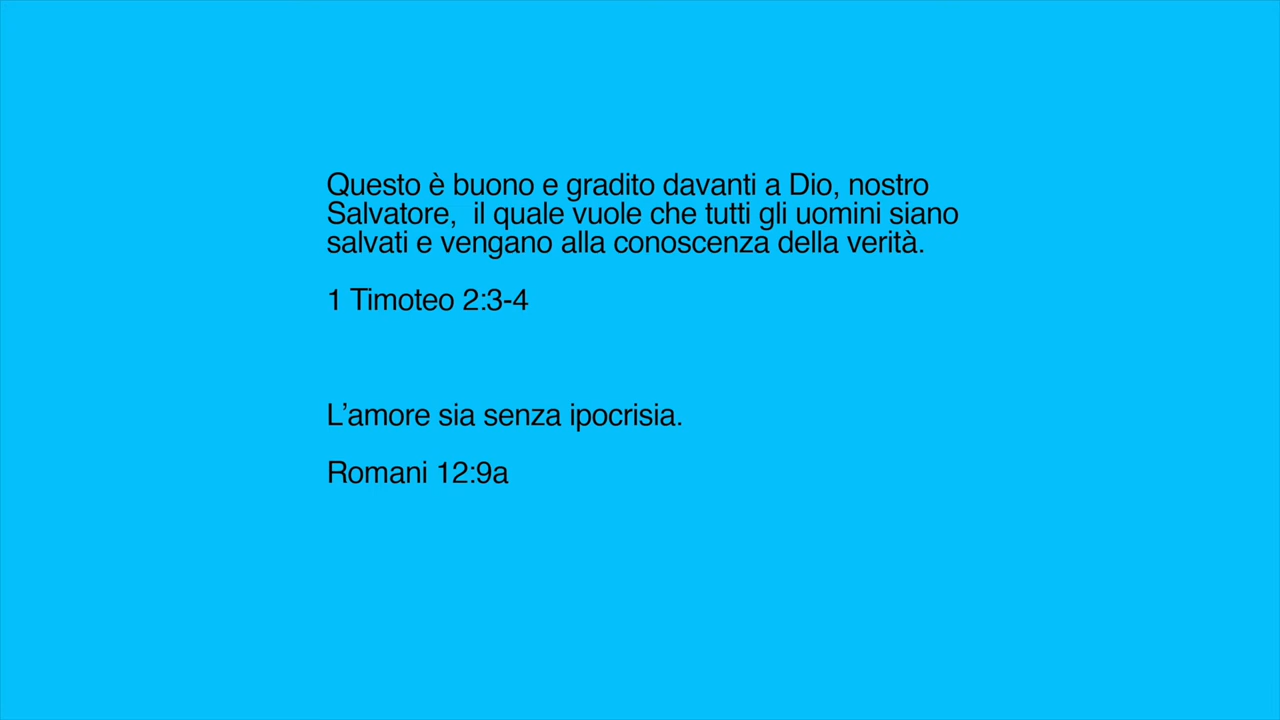 Questo è buono e gradito davanti a Dio, nostro
Salvatore,  il quale vuole che tutti gli uomini siano
salvati e vengano alla conoscenza della verità.
1 Timoteo 2:3-4
L’amore sia senza ipocrisia.
Romani 12:9a